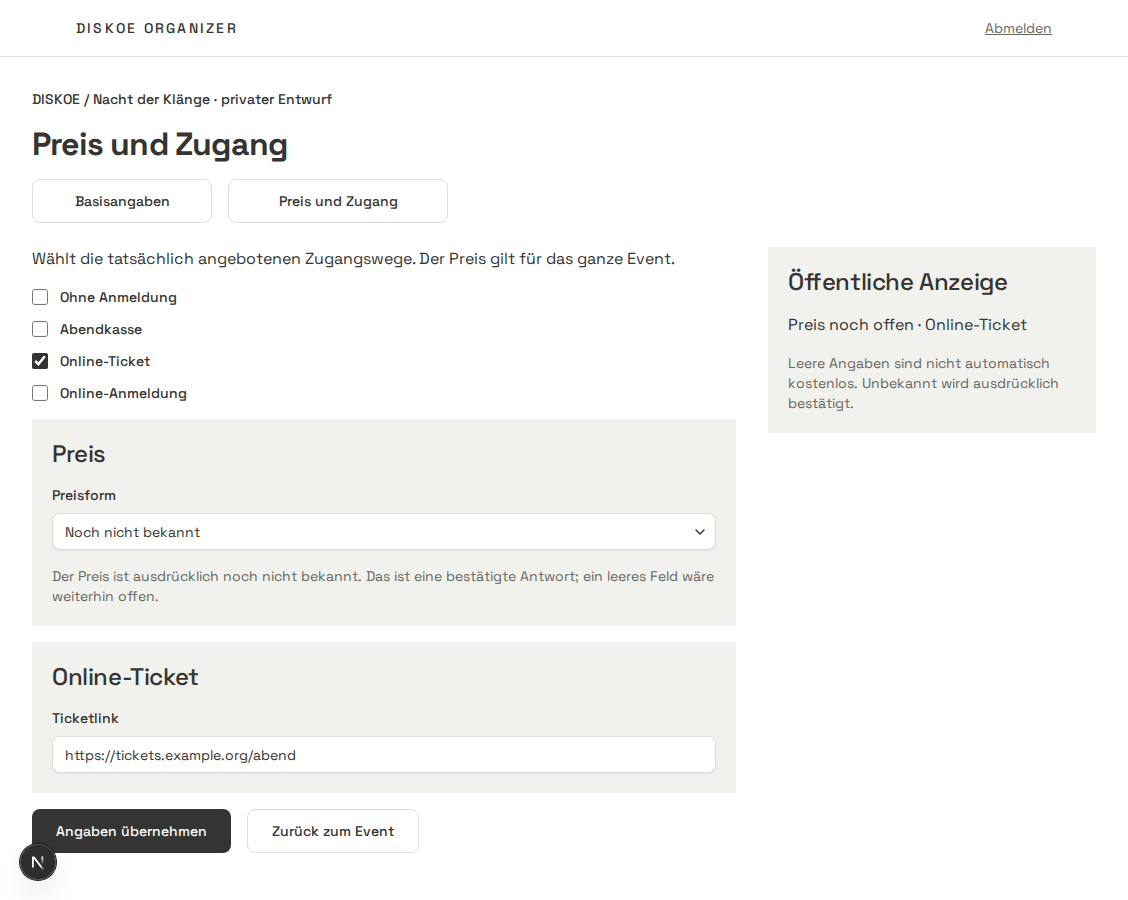 DISKOE ORGANIZER
Abmelden
DISKOE / Nacht der Klänge · privater Entwurf
Preis und Zugang
Basisangaben
Preis und Zugang
Wählt die tatsächlich angebotenen Zugangswege. Der Preis gilt für das ganze Event.
Ohne Anmeldung
Abendkasse
Online-Ticket
Online-Anmeldung
Preis
Preisform
Noch nicht bekannt
Der Preis ist ausdrücklich noch nicht bekannt. Das ist eine bestätigte Antwort; ein leeres Feld wäre
weiterhin offen.
Online-Ticket
Ticketlink
https://tickets.example.org/abend
Angaben übernehmen
Zurück zum Event
N
Öffentliche Anzeige
Preis noch offen · Online-Ticket
Leere Angaben sind nicht automatisch
kostenlos. Unbekannt wird ausdrücklich
bestätigt.